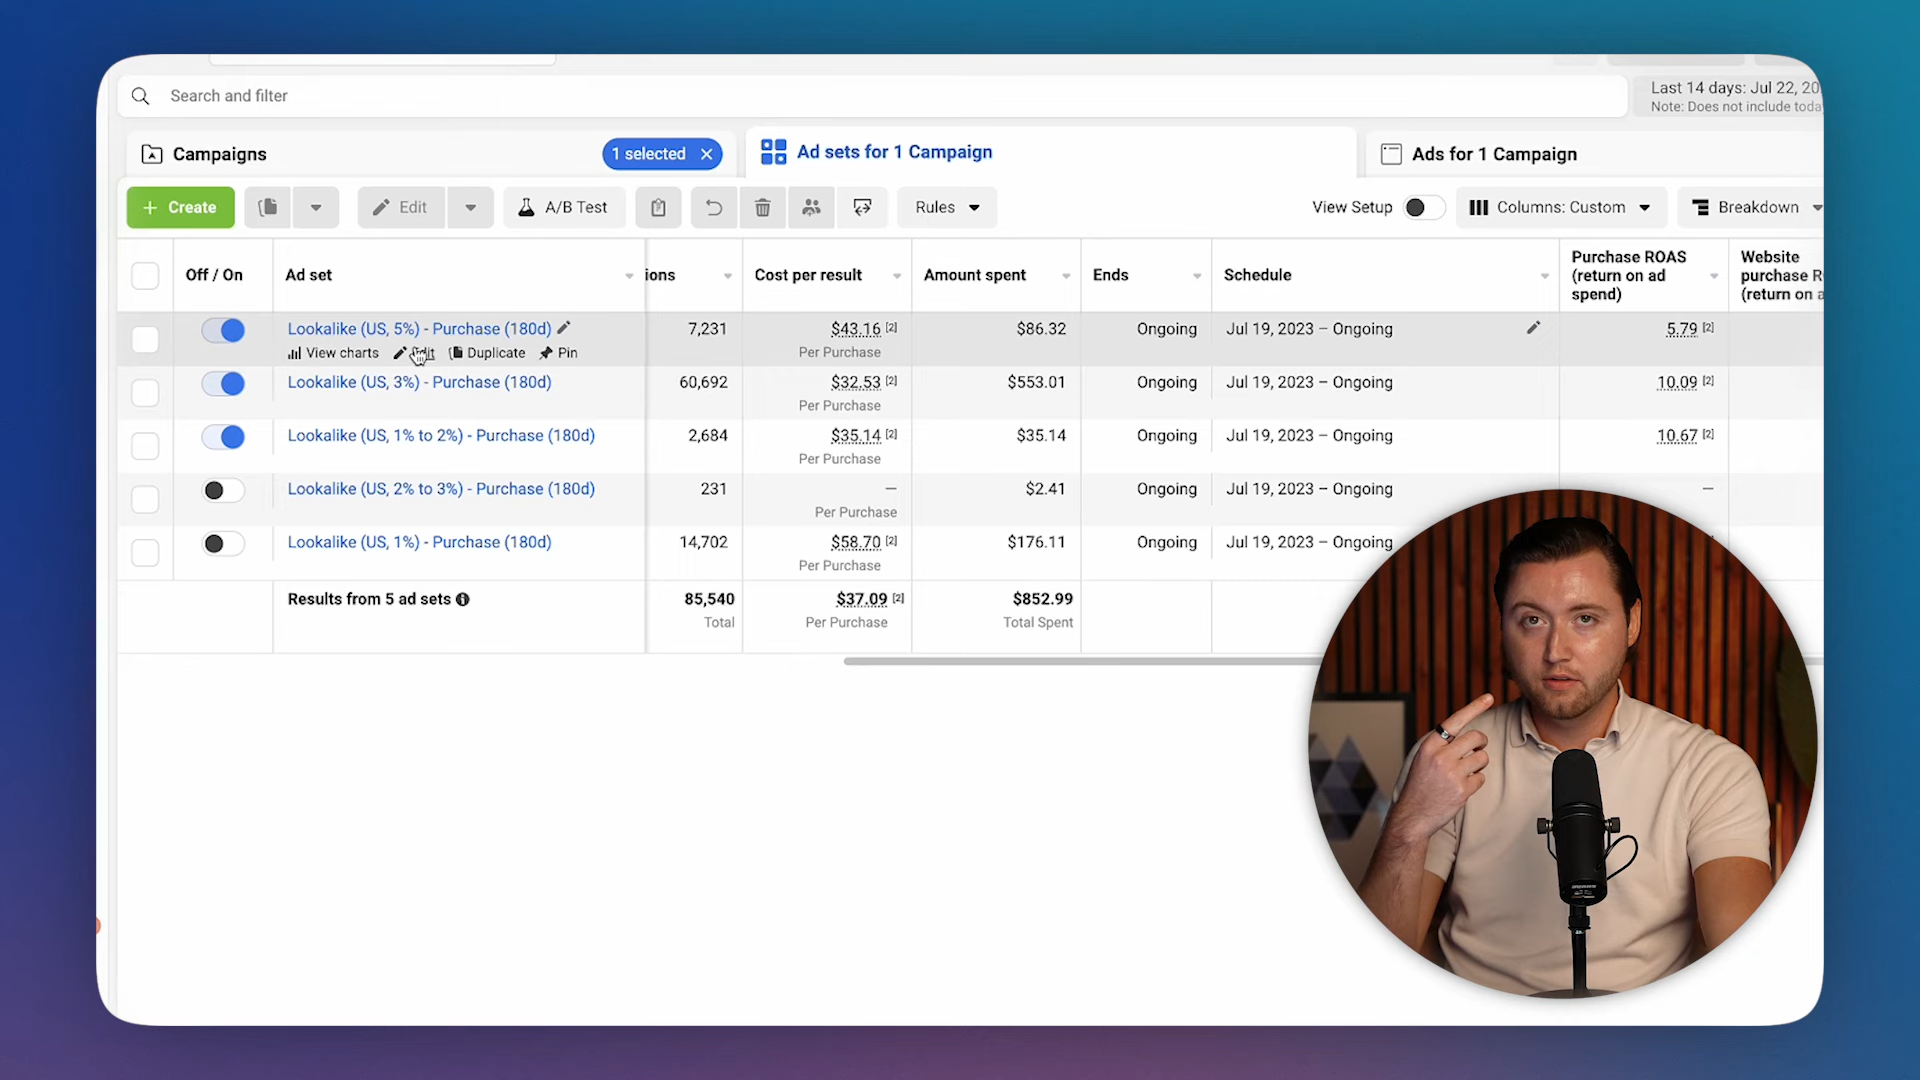 Search and filter
Last 14 days: Jul 22, 20
Note: Does not include toda
Campaigns
1 selected
Ad sets for 1 Campaign
Ads for 1 Campaign
+ Create
Edit
A/B Test
Rules
View Setup
Columns: Custom
Breakdown
Off / On
Ad set
ions
Cost per result
Amount spent
Ends
Schedule
Purchase ROAS
(return on ad
spend)
Website
purchase R
(return on a
Lookalike (US, 5%) - Purchase (180d)
7,231
$43.16 [2]
$86.32
Ongoing
Jul 19, 2023 – Ongoing
5.79 [2]
View charts
Edit
Duplicate
Pin
Per Purchase
Lookalike (US, 3%) - Purchase (180d)
60,692
$32.53 [2]
$553.01
Ongoing
Jul 19, 2023 – Ongoing
10.09 [2]
Per Purchase
Lookalike (US, 1% to 2%) - Purchase (180d)
2,684
$35.14 [2]
$35.14
Ongoing
Jul 19, 2023 – Ongoing
10.67 [2]
Per Purchase
Lookalike (US, 2% to 3%) - Purchase (180d)
231
—
$2.41
Ongoing
Jul 19, 2023 – Ongoing
—
Per Purchase
Lookalike (US, 1%) - Purchase (180d)
14,702
$58.70 [2]
$176.11
Ongoing
Jul 19, 2023 – Ongoing
Per Purchase
Results from 5 ad sets
85,540
$37.09 [2]
$852.99
Total
Per Purchase
Total Spent